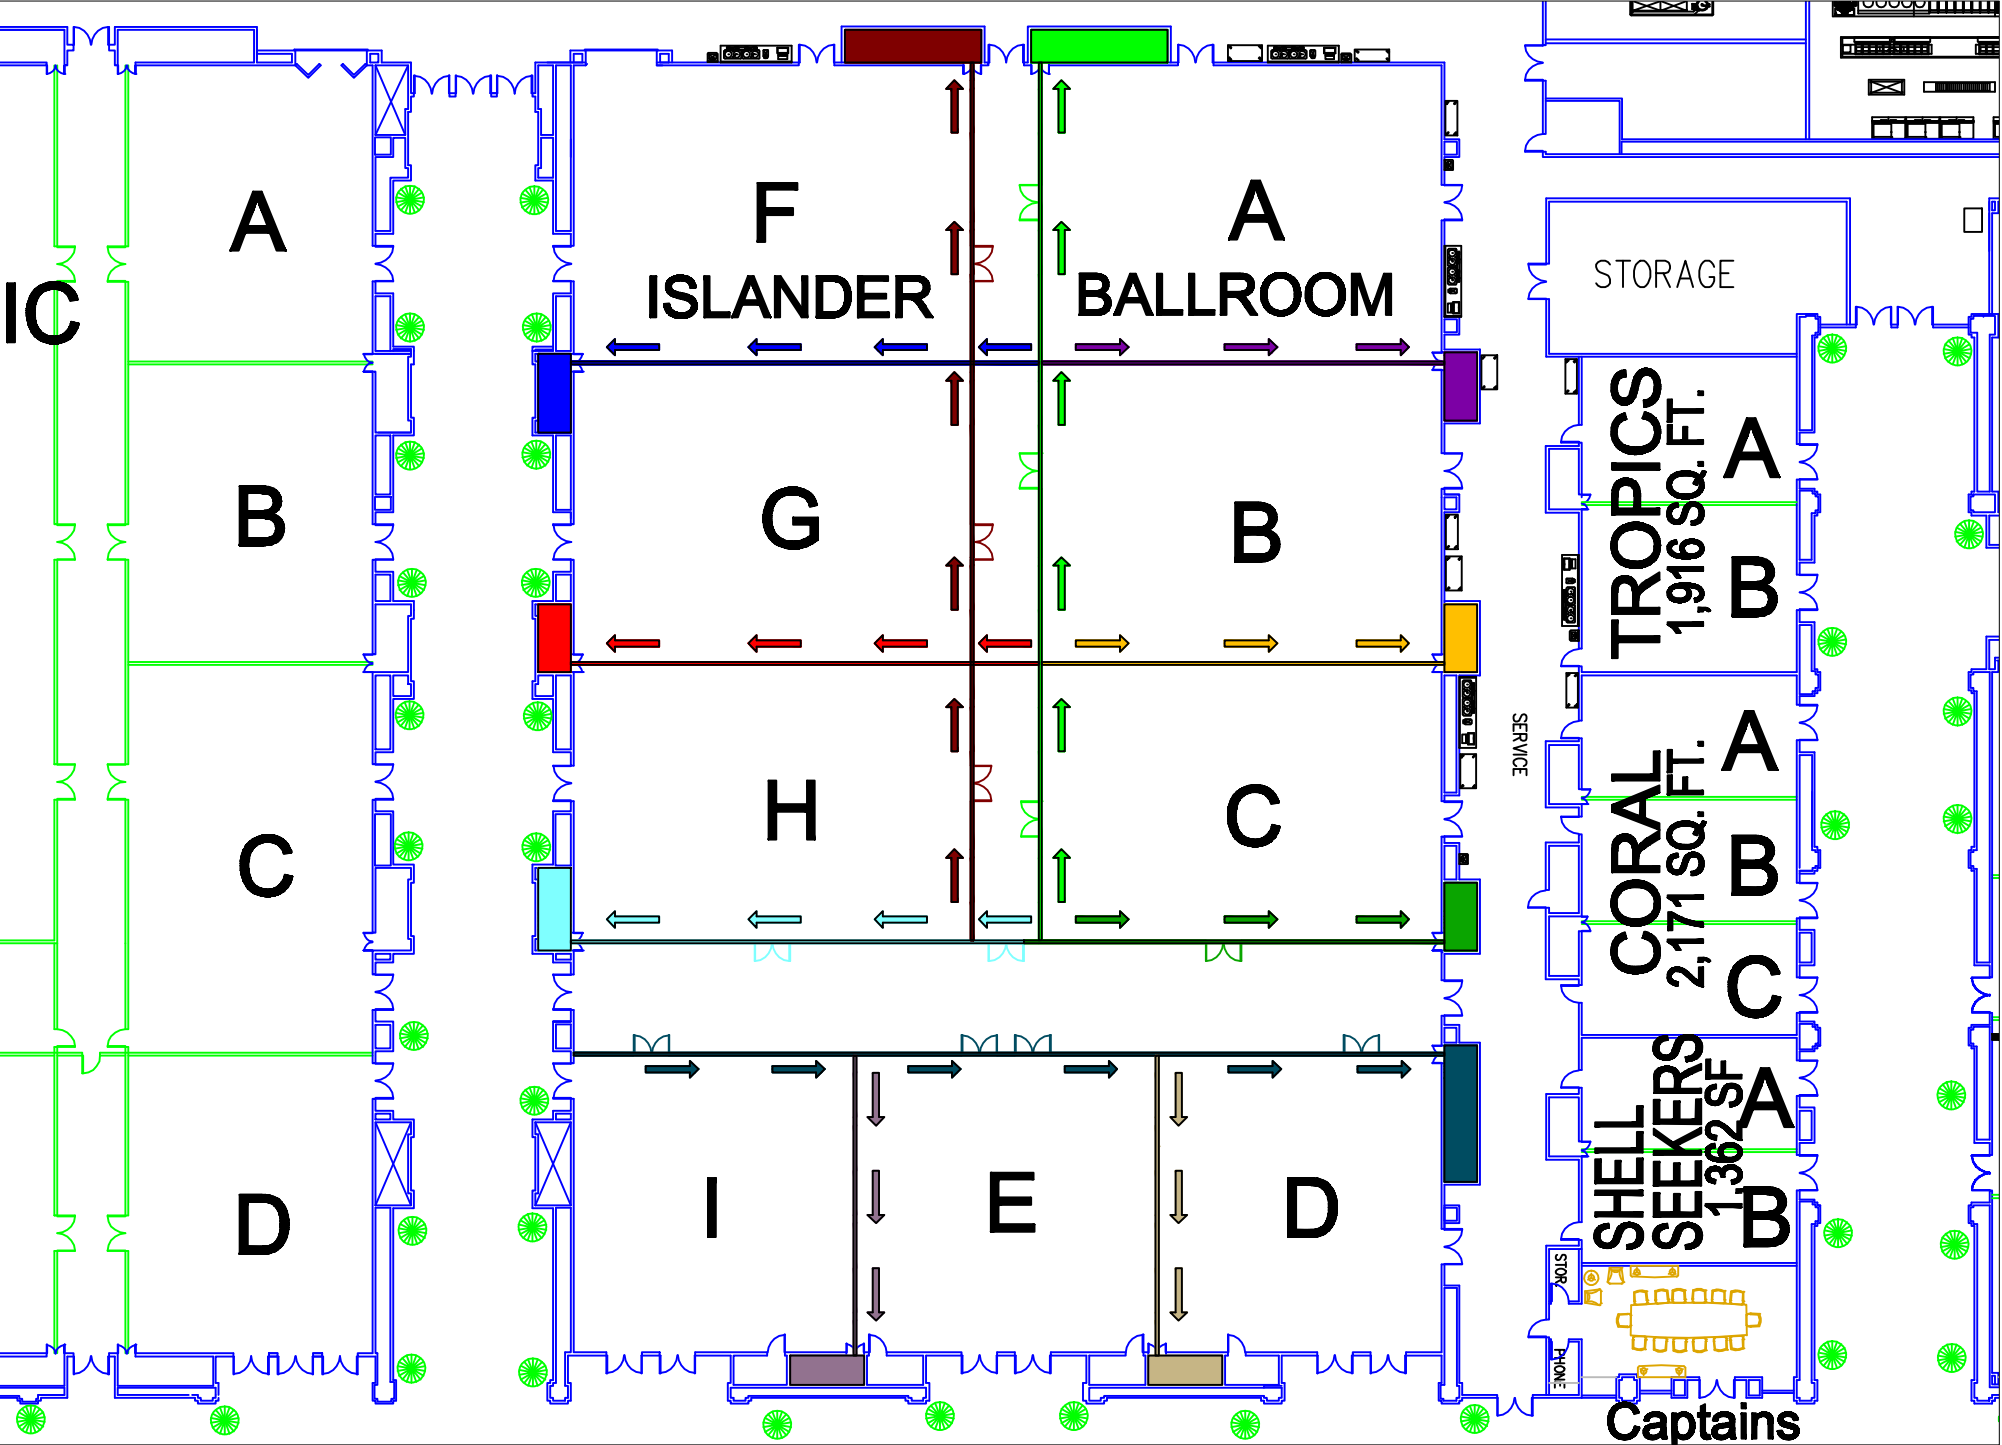 IC
A
B
C
D
F
ISLANDER
A
BALLROOM
G
B
H
C
I
E
D
STORAGE
SERVICE
TROPICS
1,916 SQ. FT.
A
B
CORAL
2,171 SQ. FT.
A
B
C
SHELL
SEEKERS
1,362 SF
A
B
STOR
PHONE
Captains